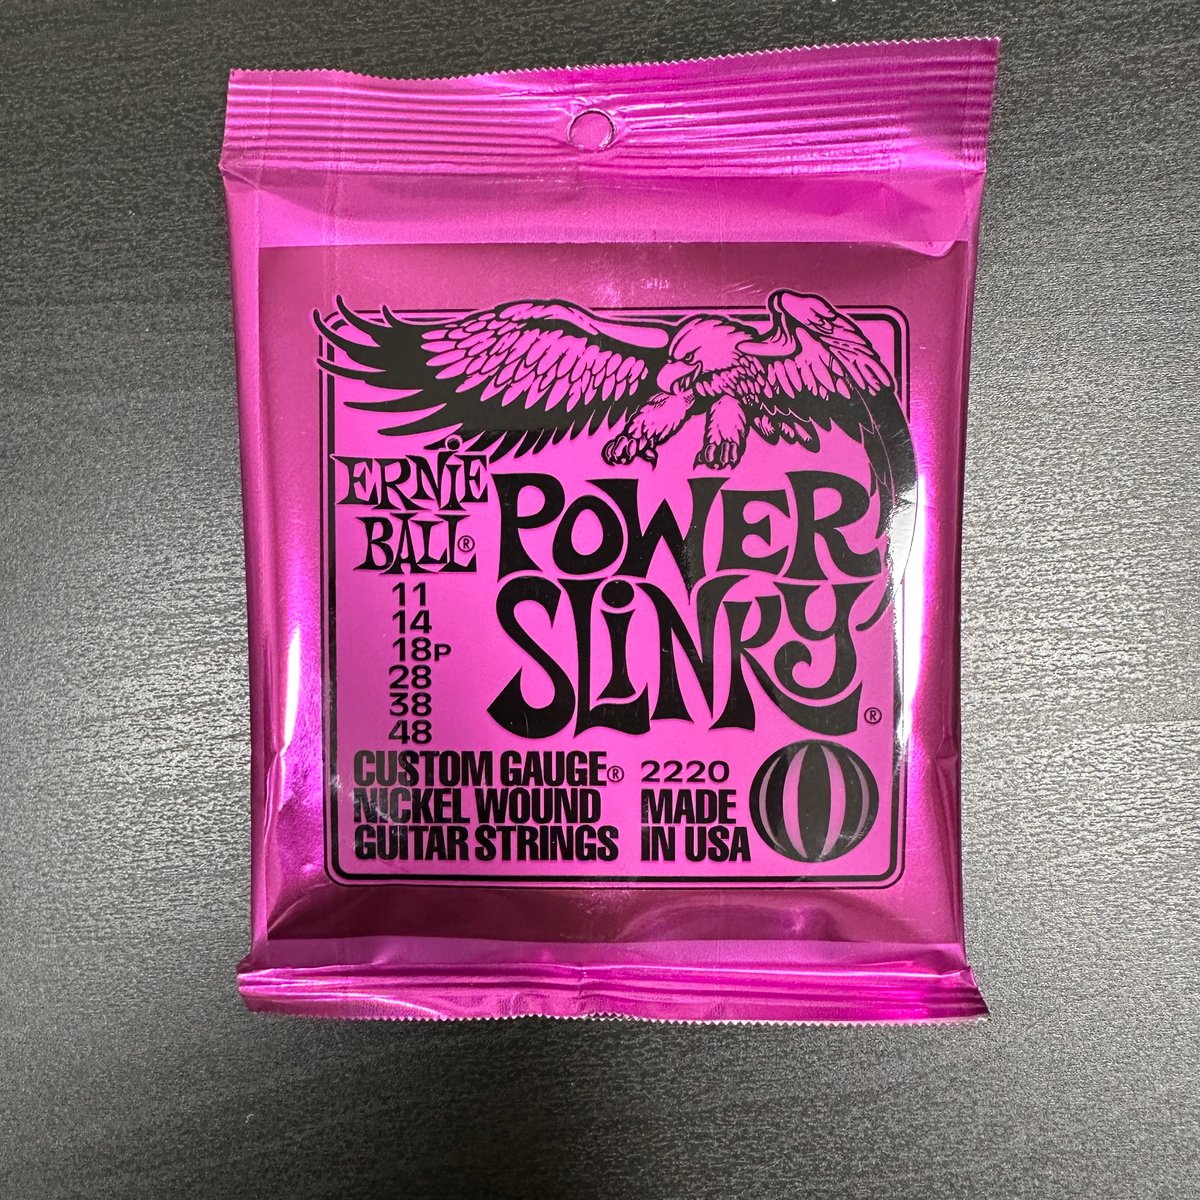 ERNIE
BALL®
POWER
SLINKY®
11
14
18P
28
38
48
CUSTOM GAUGE®
NICKEL WOUND
GUITAR STRINGS
2220
MADE
IN USA